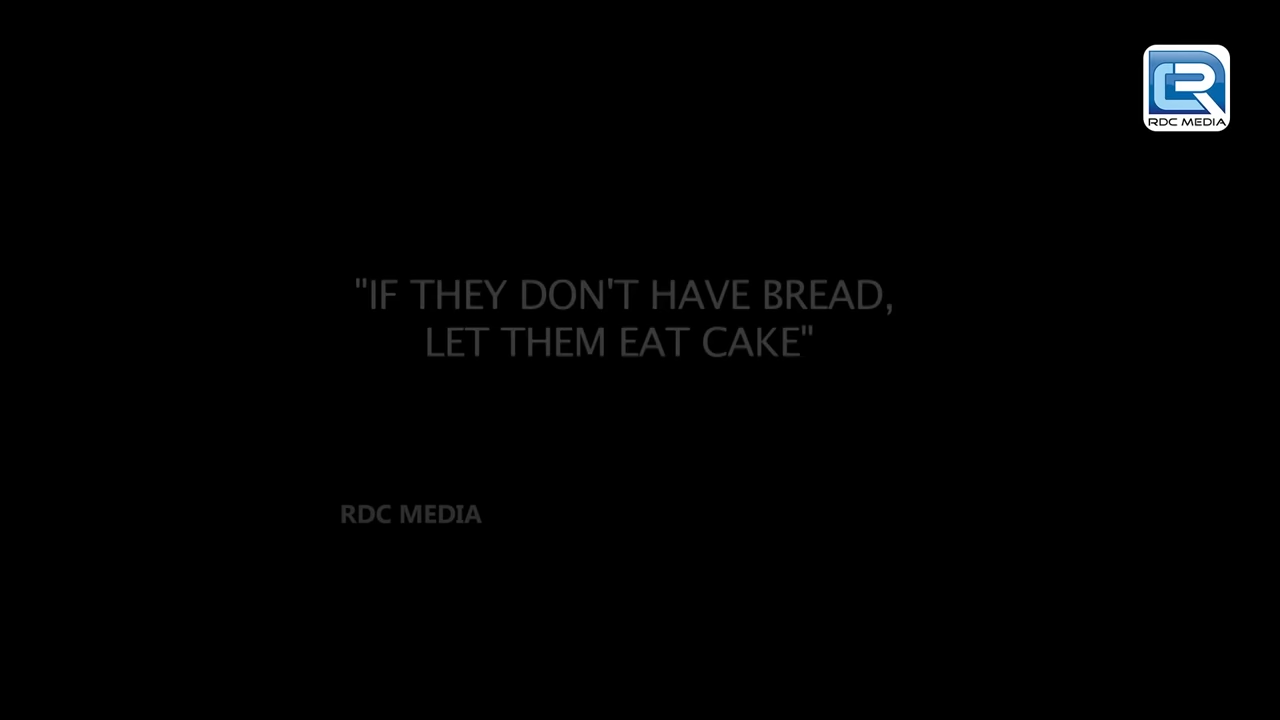 RDC MEDIA
"IF THEY DON'T HAVE BREAD,
LET THEM EAT CAKE"
RDC MEDIA